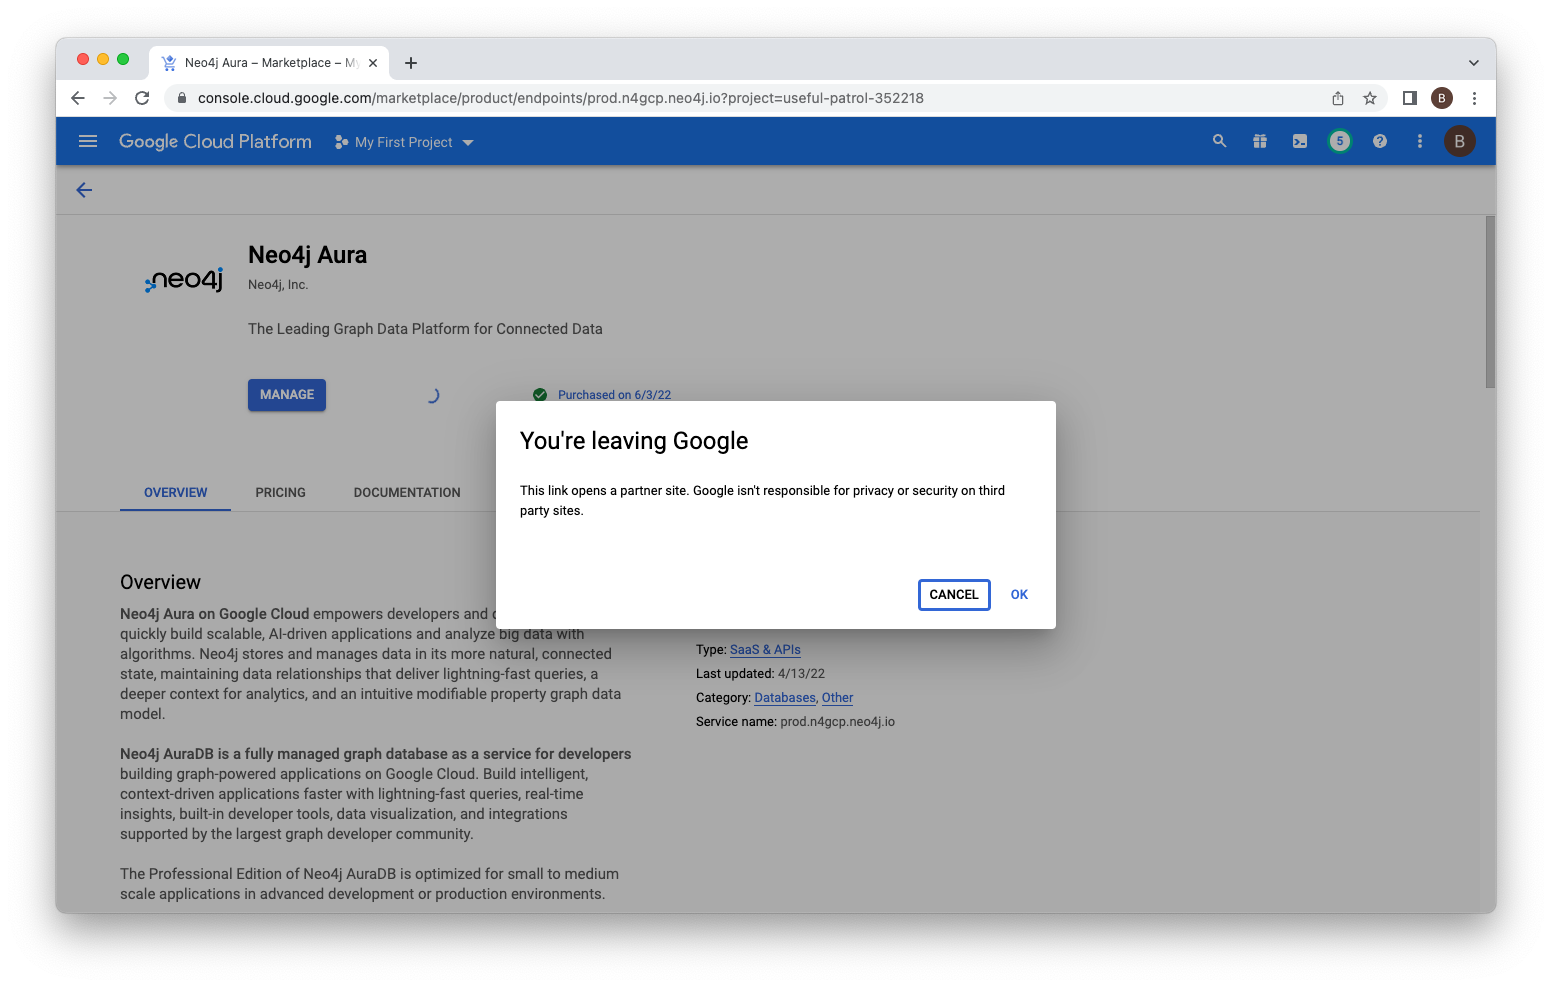 Neo4j Aura – Marketplace – My
console.cloud.google.com/marketplace/product/endpoints/prod.n4gcp.neo4j.io?project=useful-patrol-352218
B
Google Cloud Platform
My First Project
5
B
neo4j
Neo4j Aura
Neo4j, Inc.
The Leading Graph Data Platform for Connected Data
MANAGE
Purchased on 6/3/22
You're leaving Google
This link opens a partner site. Google isn't responsible for privacy or security on third
party sites.
CANCEL
OK
OVERVIEW
PRICING
DOCUMENTATION
Overview
Neo4j Aura on Google Cloud empowers developers and
quickly build scalable, AI-driven applications and analyze big data with
algorithms. Neo4j stores and manages data in its more natural, connected
state, maintaining data relationships that deliver lightning-fast queries, a
deeper context for analytics, and an intuitive modifiable property graph data
model.
Neo4j AuraDB is a fully managed graph database as a service for developers
building graph-powered applications on Google Cloud. Build intelligent,
context-driven applications faster with lightning-fast queries, real-time
insights, built-in developer tools, data visualization, and integrations
supported by the largest graph developer community.
The Professional Edition of Neo4j AuraDB is optimized for small to medium
scale applications in advanced development or production environments.
Type: SaaS & APIs
Last updated: 4/13/22
Category: Databases, Other
Service name: prod.n4gcp.neo4j.io